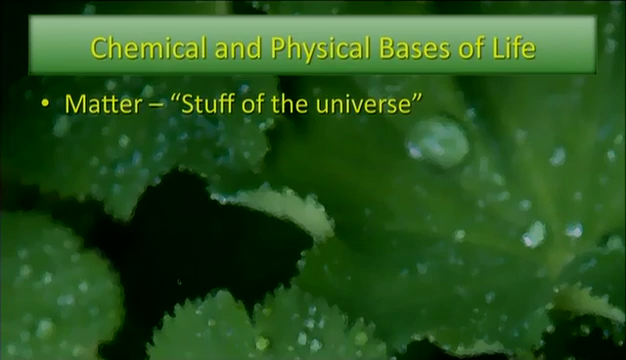 Chemical and Physical Bases of Life
• Matter – “Stuff of the universe”